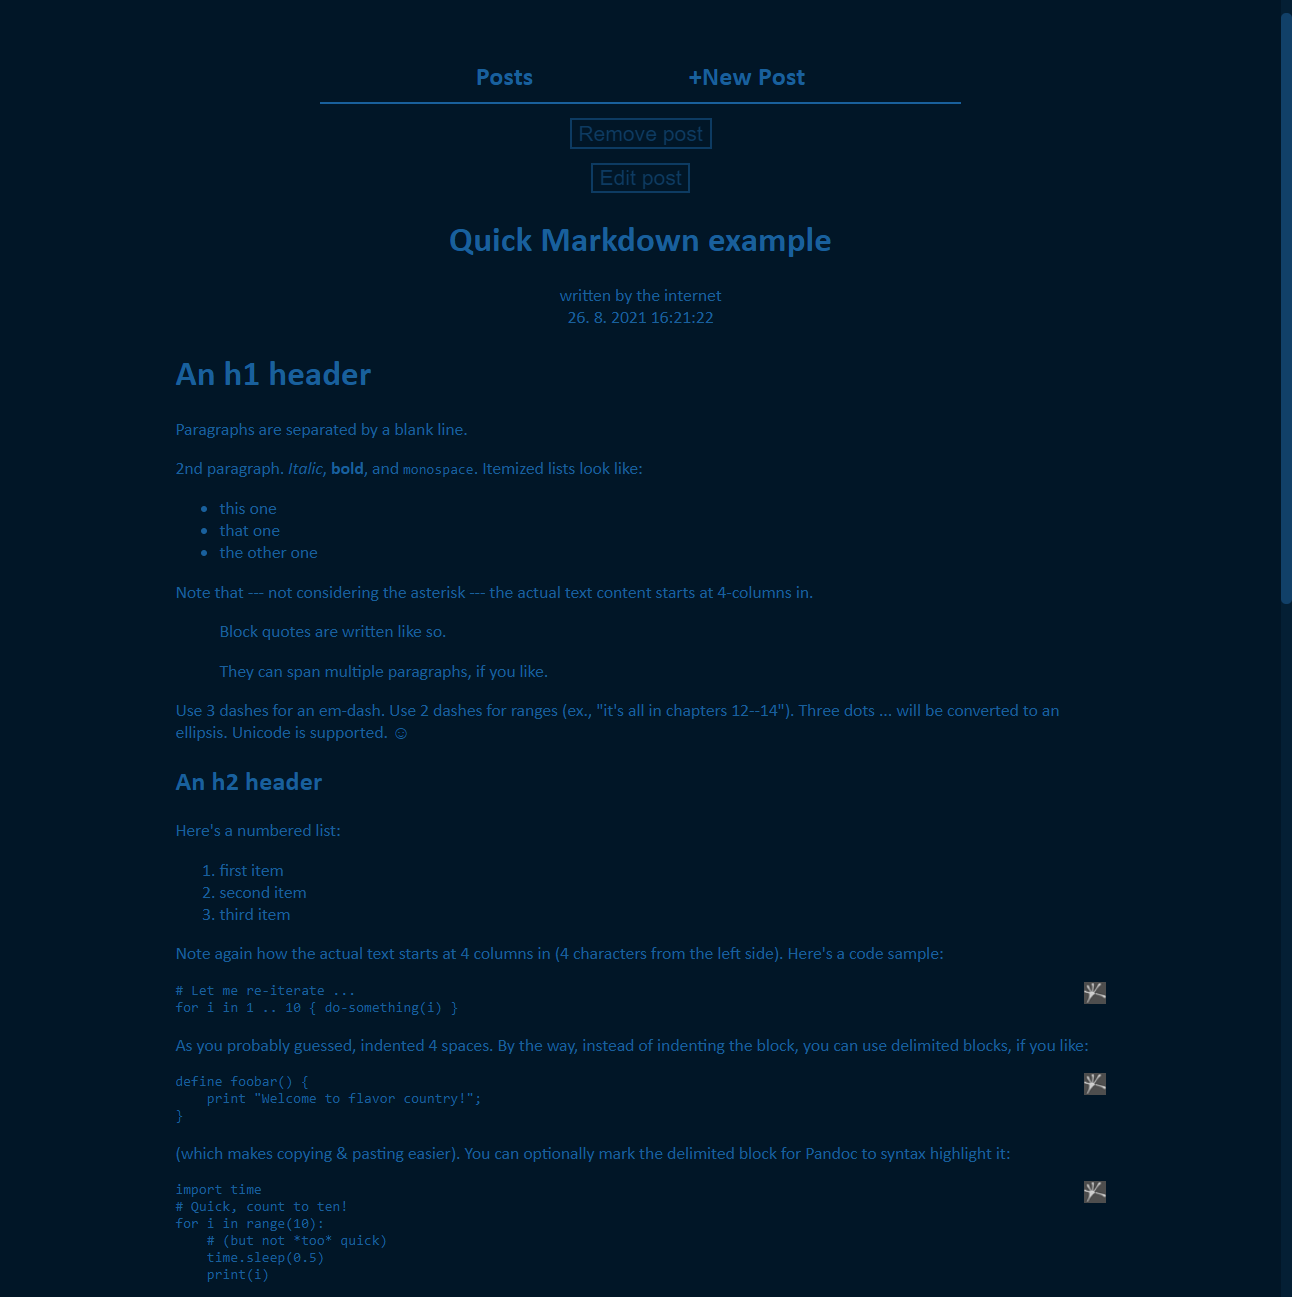 Posts +New Post
Remove post
Edit post
Quick Markdown example
written by the internet
26. 8. 2021 16:21:22
An h1 header
Paragraphs are separated by a blank line.
2nd paragraph. Italic, bold, and monospace. Itemized lists look like:
• this one
• that one
• the other one
Note that --- not considering the asterisk --- the actual text content starts at 4-columns in.
Block quotes are written like so.
They can span multiple paragraphs, if you like.
Use 3 dashes for an em-dash. Use 2 dashes for ranges (ex., "it's all in chapters 12--14"). Three dots ... will be converted to an
ellipsis. Unicode is supported. ☺
An h2 header
Here's a numbered list:
1. first item
2. second item
3. third item
Note again how the actual text starts at 4 columns in (4 characters from the left side). Here's a code sample:
# Let me re-iterate ...
for i in 1 .. 10 { do-something(i) }
As you probably guessed, indented 4 spaces. By the way, instead of indenting the block, you can use delimited blocks, if you like:
define foobar() {
    print "Welcome to flavor country!";
}
(which makes copying & pasting easier). You can optionally mark the delimited block for Pandoc to syntax highlight it:
import time
# Quick, count to ten!
for i in range(10):
    # (but not *too* quick)
    time.sleep(0.5)
    print(i)